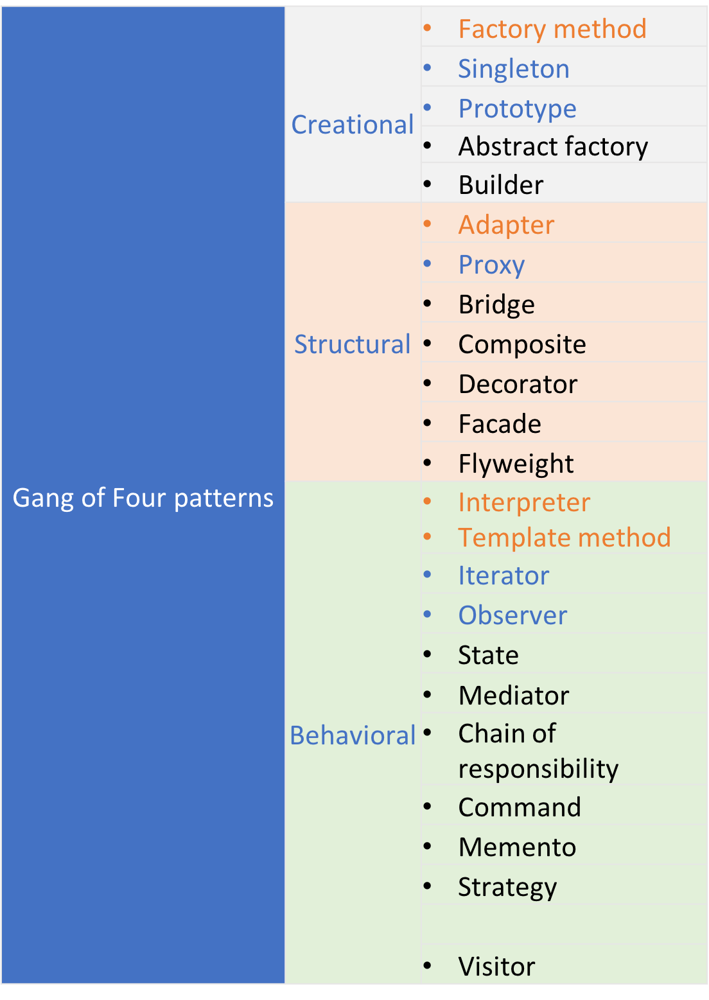 Gang of Four patterns
Creational
• Factory method
• Singleton
• Prototype
• Abstract factory
• Builder
Structural
• Adapter
• Proxy
• Bridge
• Composite
• Decorator
• Facade
• Flyweight
Behavioral
• Interpreter
• Template method
• Iterator
• Observer
• State
• Mediator
• Chain of
responsibility
• Command
• Memento
• Strategy
• Visitor